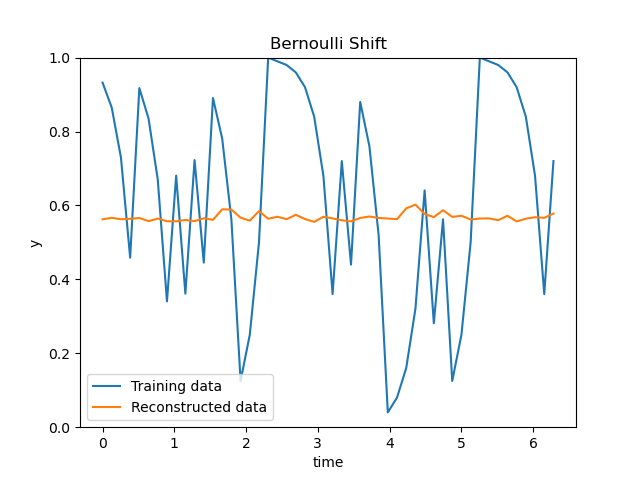 Bernoulli Shift
y
1.0
0.8
0.6
0.4
0.2
0.0
Training data
Reconstructed data
0 1 2 3 4 5 6
time